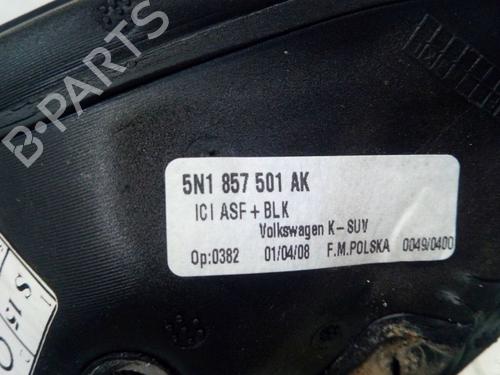 B-PARTS
5N1 857 501 AK
ICI ASF + BLK
Volkswagen K-SUV
Op:0382 01/04/08 F.M.POLSKA 0049/0400